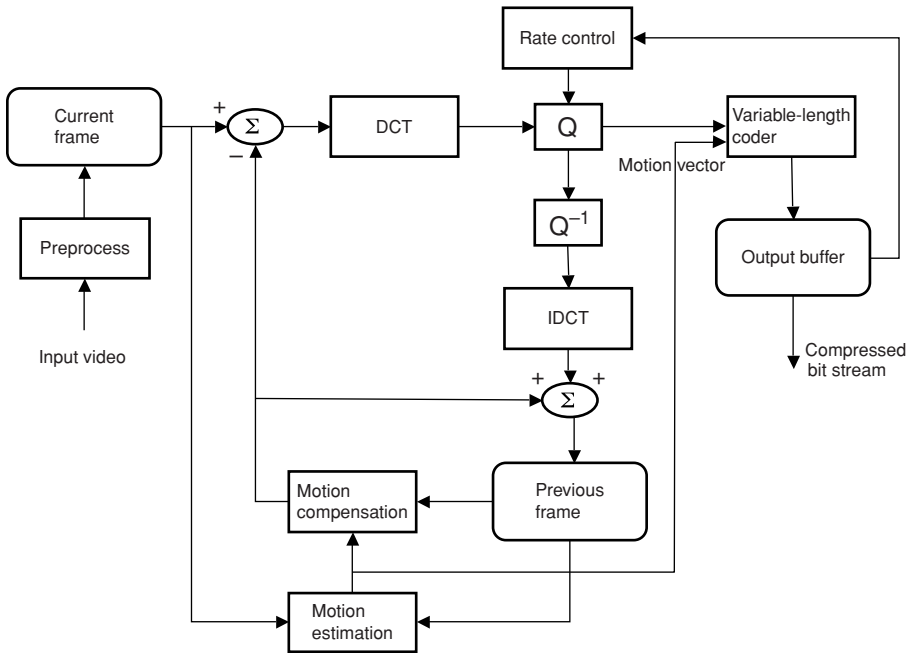 Rate control
Current
frame
+
Σ
−
DCT
Q
Variable-length
coder
Motion vector
Preprocess
Q–1
Output buffer
IDCT
Input video
Compressed
bit stream
+
+
Σ
Motion
compensation
Previous
frame
Motion
estimation